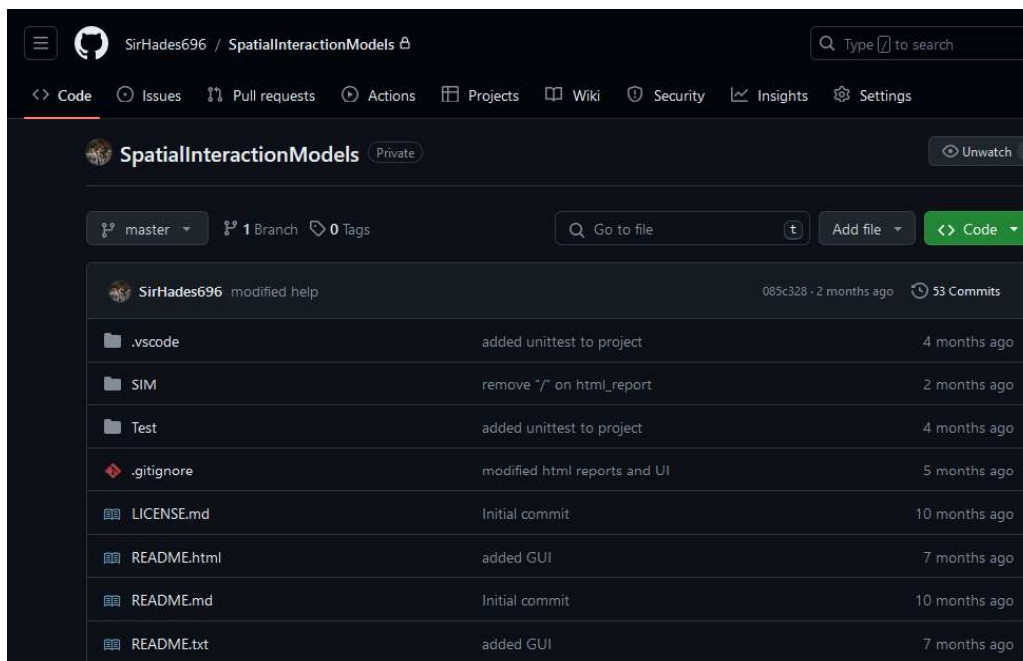 SirHades696 / SpatialInteractionModels
Type / to search
<> Code Issues Pull requests Actions Projects Wiki Security Insights Settings
SpatialInteractionModels Private Unwatch
master 1 Branch 0 Tags Go to file t Add file <> Code
SirHades696 modified help 085c328 · 2 months ago 53 Commits
.vscode added unittest to project 4 months ago
SIM remove "/" on html_report 2 months ago
Test added unittest to project 4 months ago
.gitignore modified html reports and UI 5 months ago
LICENSE.md Initial commit 10 months ago
README.html added GUI 7 months ago
README.md Initial commit 10 months ago
README.txt added GUI 7 months ago